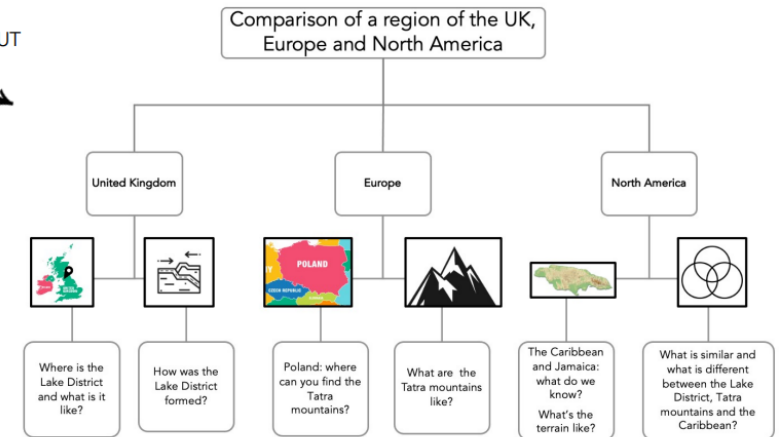 UT
Comparison of a region of the UK,
Europe and North America
United Kingdom
Europe
North America
POLAND
CZECH REPUBLIC
Where is the
Lake District
and what is it
like?
How was the
Lake District
formed?
Poland: where
can you find the
Tatra
mountains?
What are the
Tatra mountains
like?
The Caribbean
and Jamaica:
what do we
know?
What's the
terrain like?
What is similar and
what is different
between the Lake
District, Tatra
mountains and the
Caribbean?